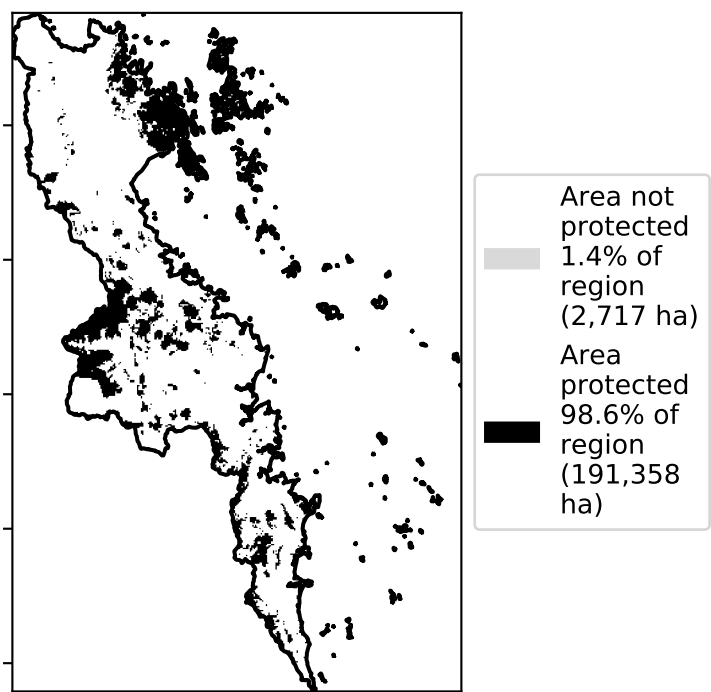 Area not
protected
1.4% of
region
(2,717 ha)
Area
protected
98.6% of
region
(191,358
ha)